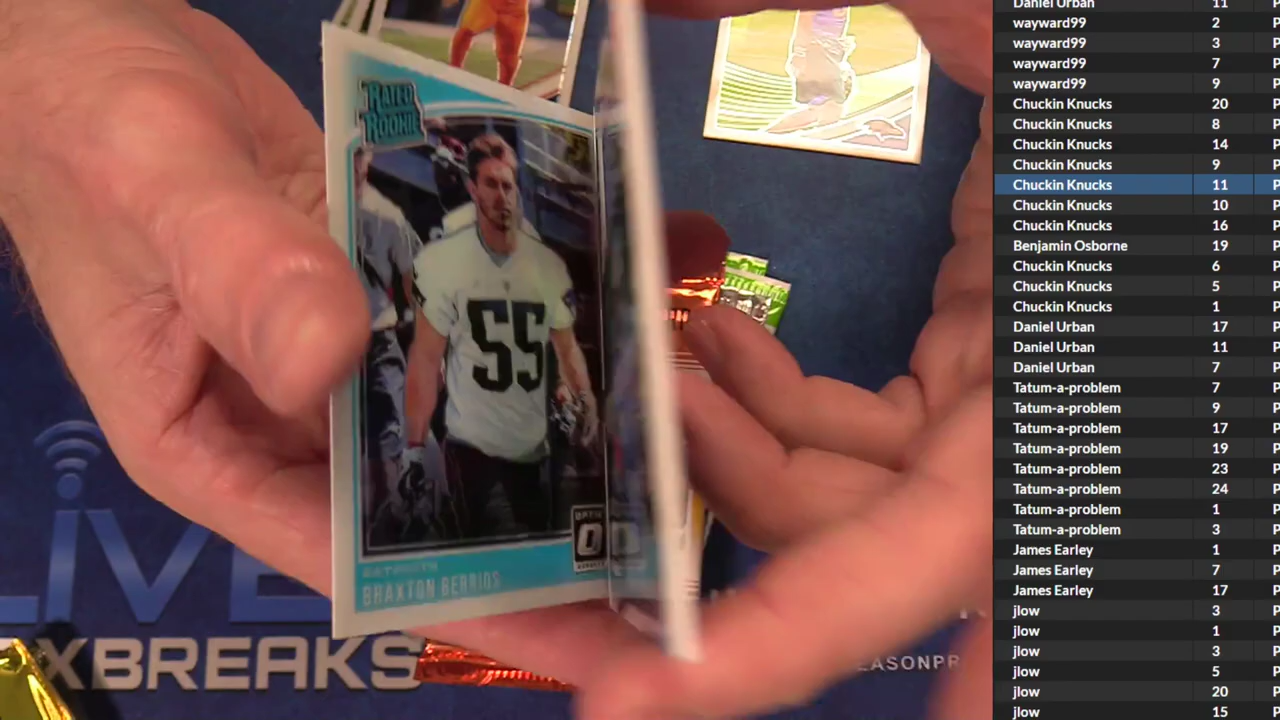 RATED
ROOKIE
55
OPTIC
PATRIOTS
BRAXTON BERRIOS
LIVE
XBREAKS
EASONPR
Daniel Urban 11 P
wayward99 2 P
wayward99 3 P
wayward99 7 P
wayward99 9 P
Chuckin Knucks 20 P
Chuckin Knucks 8 P
Chuckin Knucks 14 P
Chuckin Knucks 9 P
Chuckin Knucks 11 P
Chuckin Knucks 10 P
Chuckin Knucks 16 P
Benjamin Osborne 19 P
Chuckin Knucks 6 P
Chuckin Knucks 5 P
Chuckin Knucks 1 P
Daniel Urban 17 P
Daniel Urban 11 P
Daniel Urban 7 P
Tatum-a-problem 7 P
Tatum-a-problem 9 P
Tatum-a-problem 17 P
Tatum-a-problem 19 P
Tatum-a-problem 23 P
Tatum-a-problem 24 P
Tatum-a-problem 1 P
Tatum-a-problem 3 P
James Earley 1 P
James Earley 7 P
James Earley 17 P
jlow 3 P
jlow 1 P
jlow 3 P
jlow 5 P
jlow 20 P
jlow 15 P